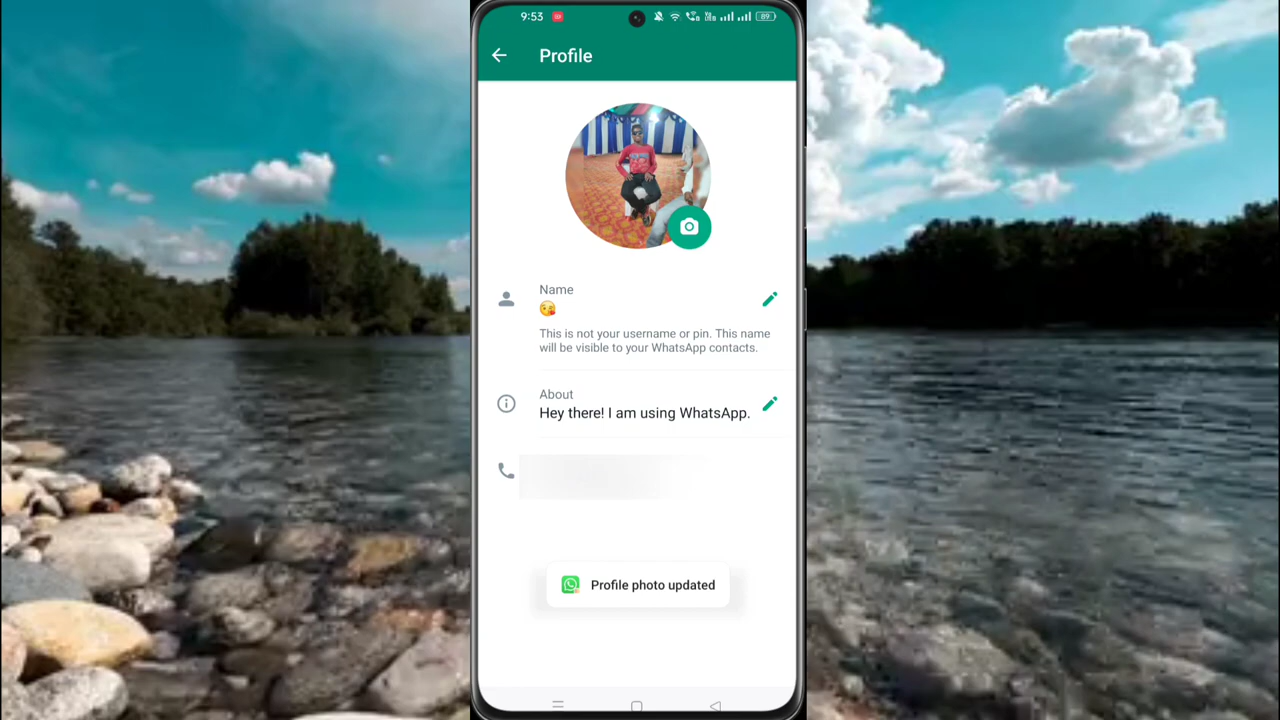 9:53
89
Profile
Name
😘
This is not your username or pin. This name
will be visible to your WhatsApp contacts.
About
Hey there! I am using WhatsApp.
Profile photo updated